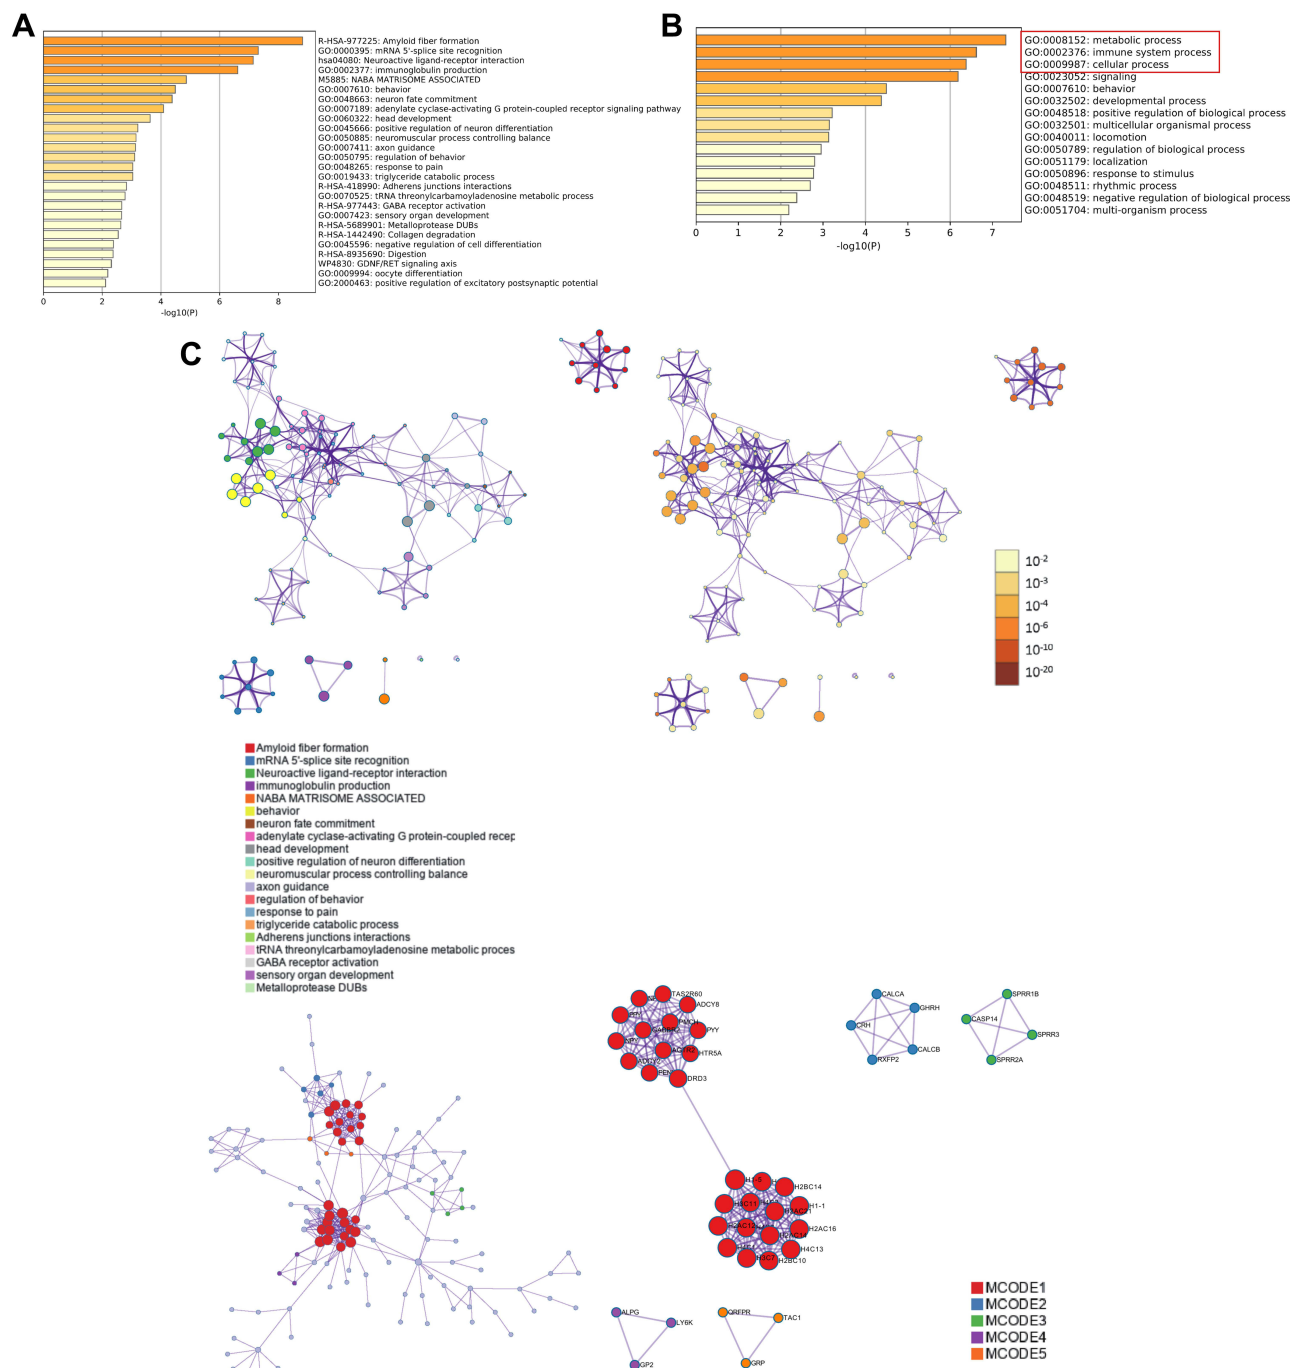 A
R-HSA-977225: Amyloid fiber formation
GO:0000395: mRNA 5'-splice site recognition
hsa04080: Neuroactive ligand-receptor interaction
GO:0002377: immunoglobulin production
M5885: NABA MATRISOME ASSOCIATED
GO:0007610: behavior
GO:0048663: neuron fate commitment
GO:0007189: adenylate cyclase-activating G protein-coupled receptor signaling pathway
GO:0060322: head development
GO:0045666: positive regulation of neuron differentiation
GO:0050885: neuromuscular process controlling balance
GO:0007411: axon guidance
GO:0050795: regulation of behavior
GO:0048265: response to pain
GO:0019433: triglyceride catabolic process
R-HSA-418990: Adherens junctions interactions
GO:0070525: tRNA threonylcarbamoyladenosine metabolic process
R-HSA-977443: GABA receptor activation
GO:0007423: sensory organ development
R-HSA-5689901: Metalloprotease DUBs
R-HSA-1442490: Collagen degradation
GO:0045596: negative regulation of cell differentiation
R-HSA-8935690: Digestion
WP4830: GDNF/RET signaling axis
GO:0009994: oocyte differentiation
GO:2000463: positive regulation of excitatory postsynaptic potential
0 2 4 6 8
-log10(P)
B
GO:0008152: metabolic process
GO:0002376: immune system process
GO:0009987: cellular process
GO:0023052: signaling
GO:0007610: behavior
GO:0032502: developmental process
GO:0048518: positive regulation of biological process
GO:0032501: multicellular organismal process
GO:0040011: locomotion
GO:0050789: regulation of biological process
GO:0051179: localization
GO:0050896: response to stimulus
GO:0048511: rhythmic process
GO:0048519: negative regulation of biological process
GO:0051704: multi-organism process
0 1 2 3 4 5 6 7
-log10(P)
C
10-2
10-3
10-4
10-6
10-10
10-20
Amyloid fiber formation
mRNA 5'-splice site recognition
Neuroactive ligand-receptor interaction
immunoglobulin production
NABA MATRISOME ASSOCIATED
behavior
neuron fate commitment
adenylate cyclase-activating G protein-coupled recep
head development
positive regulation of neuron differentiation
neuromuscular process controlling balance
axon guidance
regulation of behavior
response to pain
triglyceride catabolic process
Adherens junctions interactions
tRNA threonylcarbamoyladenosine metabolic proces
GABA receptor activation
sensory organ development
Metalloprotease DUBs
TAS2R60
ADCY8
PMCH
PYY
HTR5A
DRD3
CALCA
GHRH
CRH
CALCB
RXFP2
SPRR1B
CASP14
SPRR3
SPRR2A
H2BC14
H1-1
H2AC16
H2AC14
H4C13
H2BC10
ALPG
LY6K
GP2
QRFPR
TAC1
GRP
MCODE1
MCODE2
MCODE3
MCODE4
MCODE5